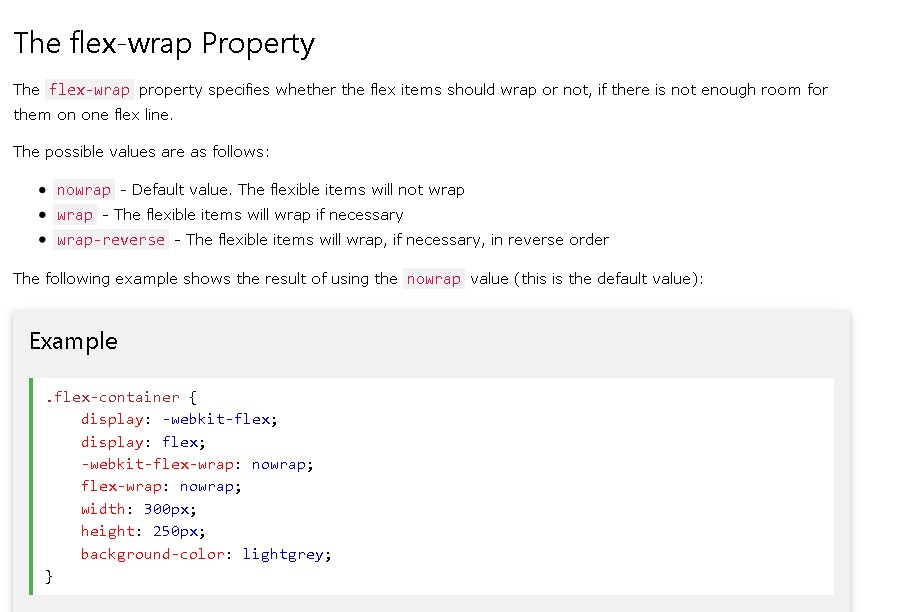 The flex-wrap Property
The flex-wrap property specifies whether the flex items should wrap or not, if there is not enough room for
them on one flex line.
The possible values are as follows:
• nowrap - Default value. The flexible items will not wrap
• wrap - The flexible items will wrap if necessary
• wrap-reverse - The flexible items will wrap, if necessary, in reverse order
The following example shows the result of using the nowrap value (this is the default value):
Example
.flex-container {
    display: -webkit-flex;
    display: flex;
    -webkit-flex-wrap: nowrap;
    flex-wrap: nowrap;
    width: 300px;
    height: 250px;
    background-color: lightgrey;
}